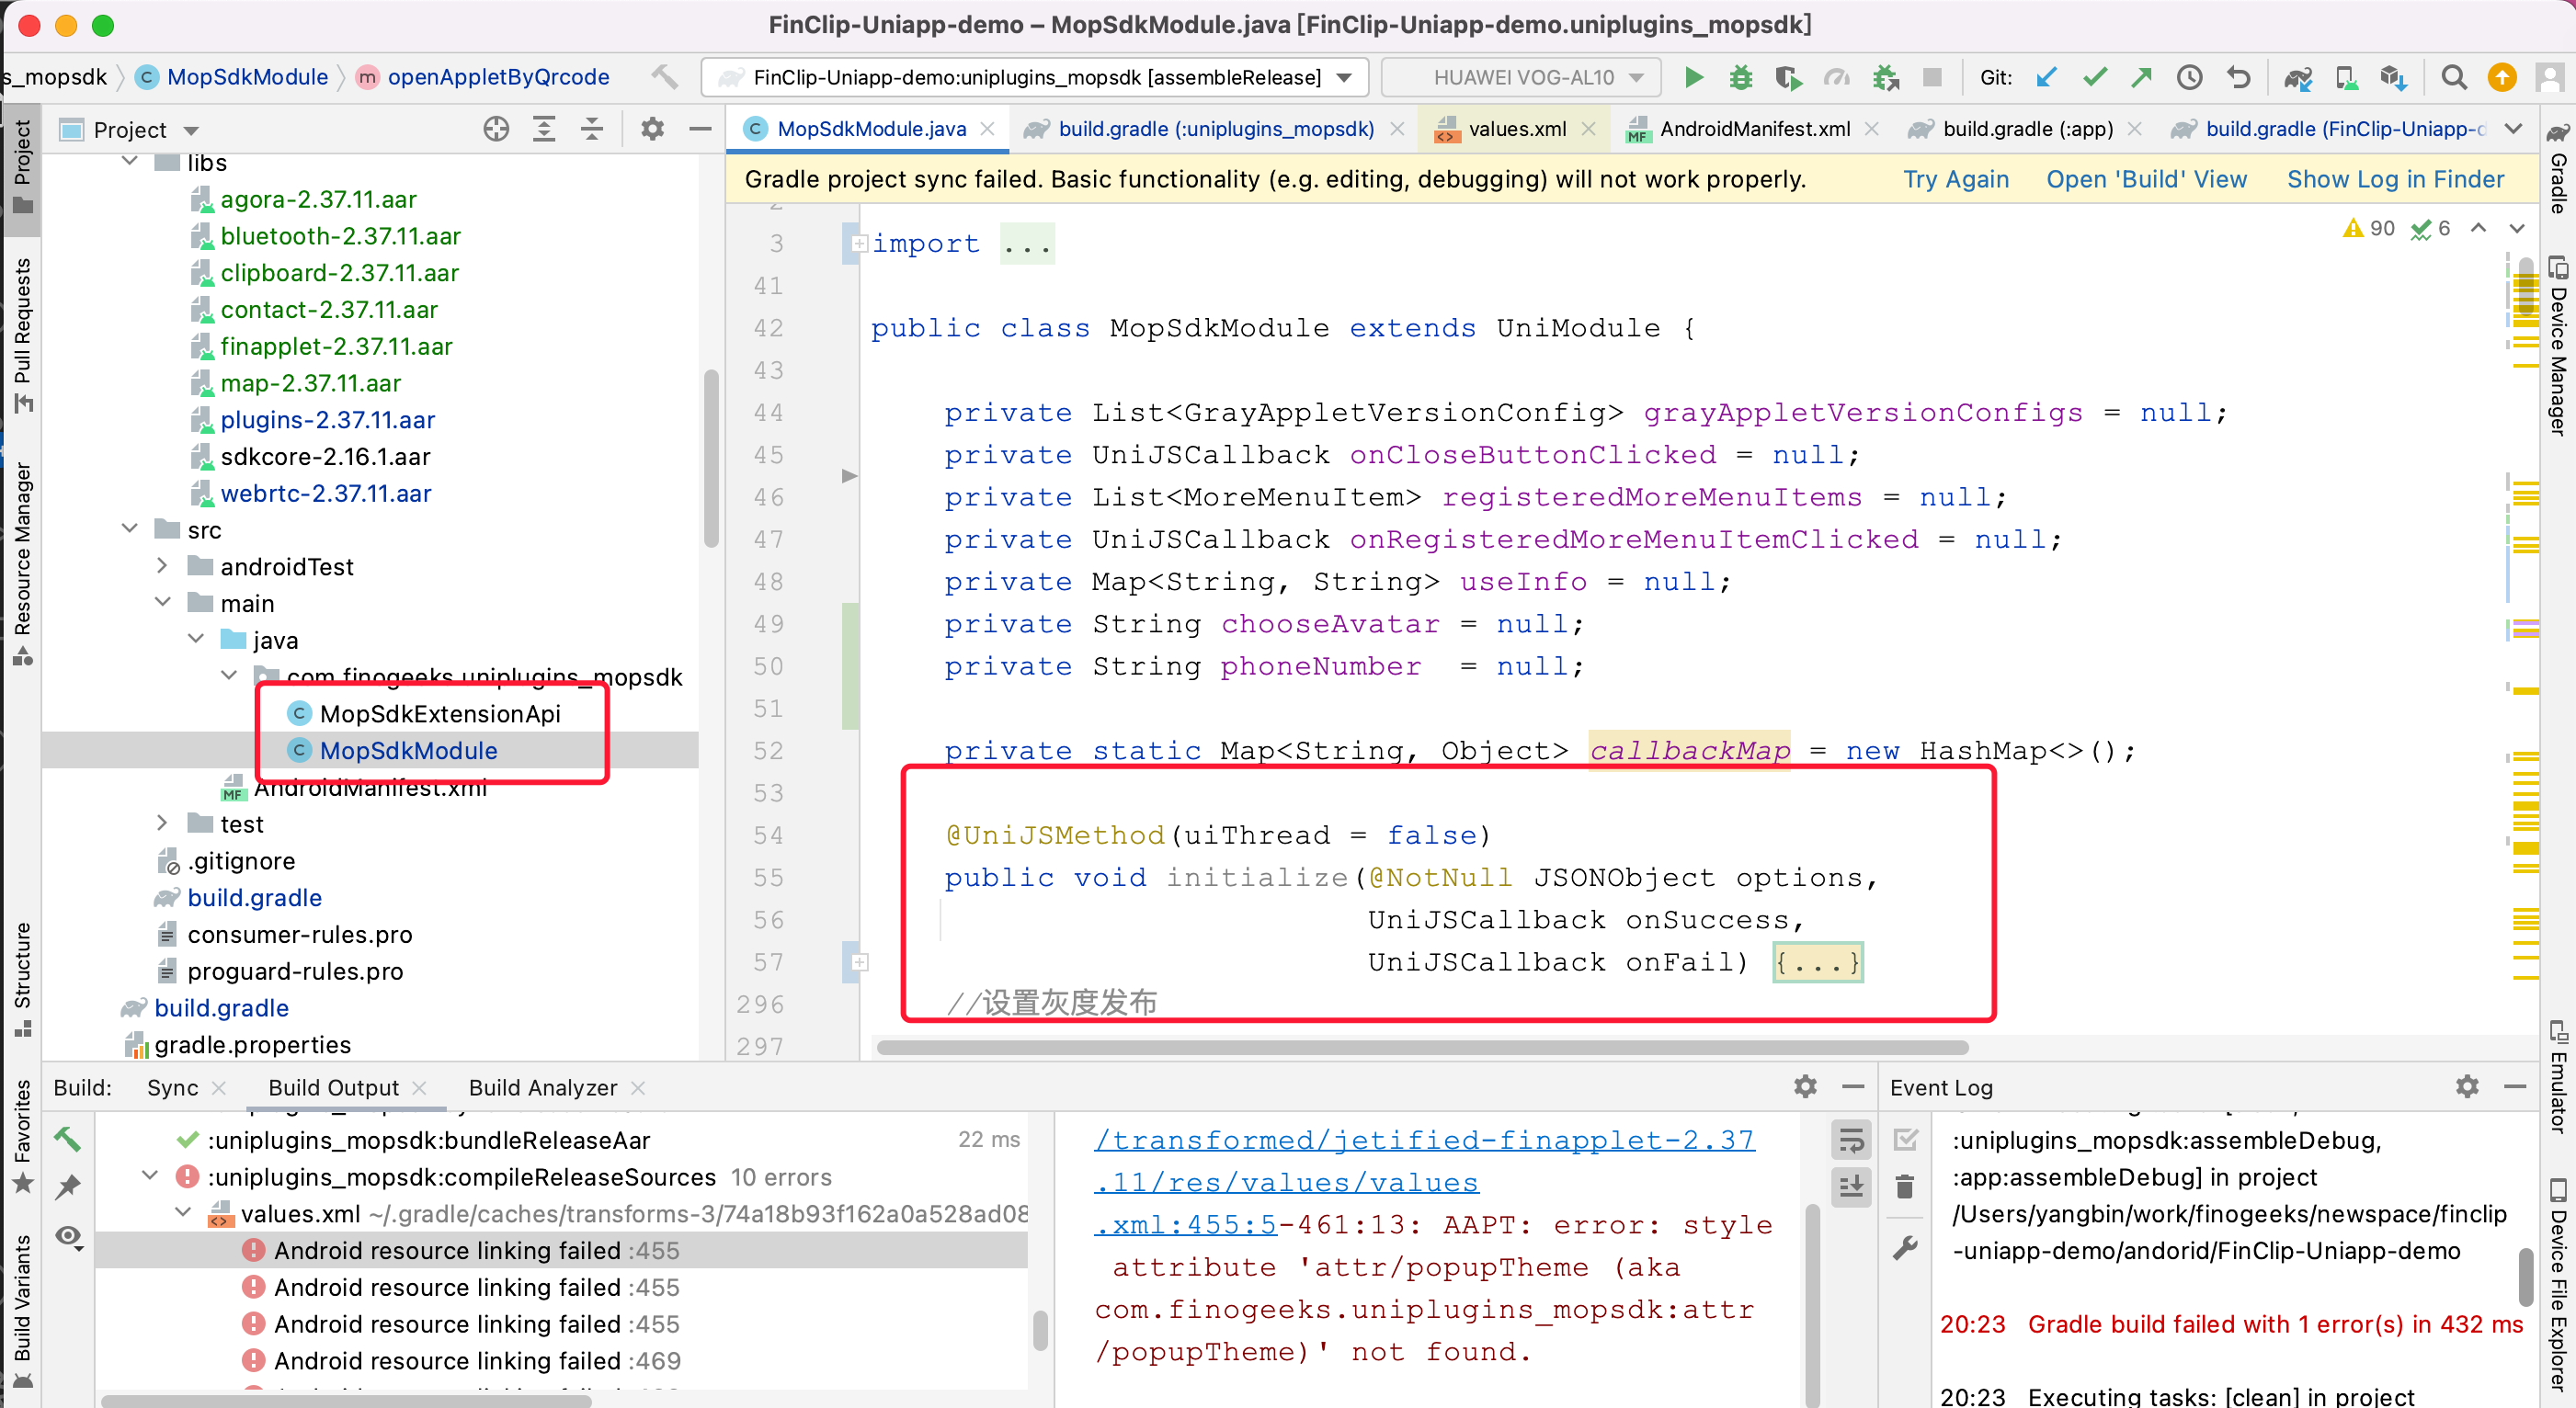 FinClip-Uniapp-demo – MopSdkModule.java [FinClip-Uniapp-demo.uniplugins_mopsdk]
s_mopsdk MopSdkModule openAppletByQrcode FinClip-Uniapp-demo:uniplugins_mopsdk [assembleRelease] HUAWEI VOG-AL10 Git:
Project
MopSdkModule.java build.gradle (:uniplugins_mopsdk) values.xml AndroidManifest.xml build.gradle (:app) build.gradle (FinClip-Uniapp-d
Gradle project sync failed. Basic functionality (e.g. editing, debugging) will not work properly. Try Again Open 'Build' View Show Log in Finder
90 6
Project
Pull Requests
Resource Manager
Structure
Favorites
Build Variants
libs
agora-2.37.11.aar
bluetooth-2.37.11.aar
clipboard-2.37.11.aar
contact-2.37.11.aar
finapplet-2.37.11.aar
map-2.37.11.aar
plugins-2.37.11.aar
sdkcore-2.16.1.aar
webrtc-2.37.11.aar
src
androidTest
main
java
com.finogeeks.uniplugins_mopsdk
MopSdkExtensionApi
MopSdkModule
AndroidManifest.xml
test
.gitignore
build.gradle
consumer-rules.pro
proguard-rules.pro
build.gradle
gradle.properties
2
3 import ...
41
42 public class MopSdkModule extends UniModule {
43
44 private List<GrayAppletVersionConfig> grayAppletVersionConfigs = null;
45 private UniJSCallback onCloseButtonClicked = null;
46 private List<MoreMenuItem> registeredMoreMenuItems = null;
47 private UniJSCallback onRegisteredMoreMenuItemClicked = null;
48 private Map<String, String> useInfo = null;
49 private String chooseAvatar = null;
50 private String phoneNumber  = null;
51
52 private static Map<String, Object> callbackMap = new HashMap<>();
53
54 @UniJSMethod(uiThread = false)
55 public void initialize(@NotNull JSONObject options,
56 UniJSCallback onSuccess,
57 UniJSCallback onFail) {...}
296 //设置灰度发布
297
Gradle
Device Manager
Emulator
Device File Explorer
Build: Sync Build Output Build Analyzer
:uniplugins_mopsdk:bundleReleaseAar 22 ms
:uniplugins_mopsdk:compileReleaseSources 10 errors
values.xml ~/.gradle/caches/transforms-3/74a18b93f162a0a528ad08
Android resource linking failed :455
Android resource linking failed :455
Android resource linking failed :455
Android resource linking failed :469
/transformed/jetified-finapplet-2.37
.11/res/values/values
.xml:455:5-461:13: AAPT: error: style
attribute 'attr/popupTheme (aka
com.finogeeks.uniplugins_mopsdk:attr
/popupTheme)' not found.
Event Log
:uniplugins_mopsdk:assembleDebug,
:app:assembleDebug] in project
/Users/yangbin/work/finogeeks/newspace/finclip
-uniapp-demo/andorid/FinClip-Uniapp-demo
20:23 Gradle build failed with 1 error(s) in 432 ms
20:23 Executing tasks: [clean] in project